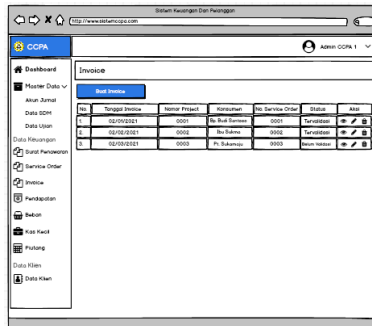 Sistem Keuangan Dan Pelanggan
http://www.sistemccpa.com
CCPA
Admin CCPA 1
Dashboard
Master Data
Akun Jurnal
Data SDM
Data Ujian
Data Keuangan
Surat Penawaran
Service Order
Invoice
Pendapatan
Beban
Kas Kecil
Piutang
Data Klien
Data Klien
Invoice
Buat Invoice
No. Tanggal Invoice Nomor Project Konsumen No. Service Order Status Aksi
1. 02/01/2021 0001 Bp. Budi Santoso 0001 Tervalidasi
2. 02/02/2021 0002 Ibu Sukma 0002 Tervalidasi
3. 02/03/2021 0003 Pt. Sukamaju 0003 Belum Validasi